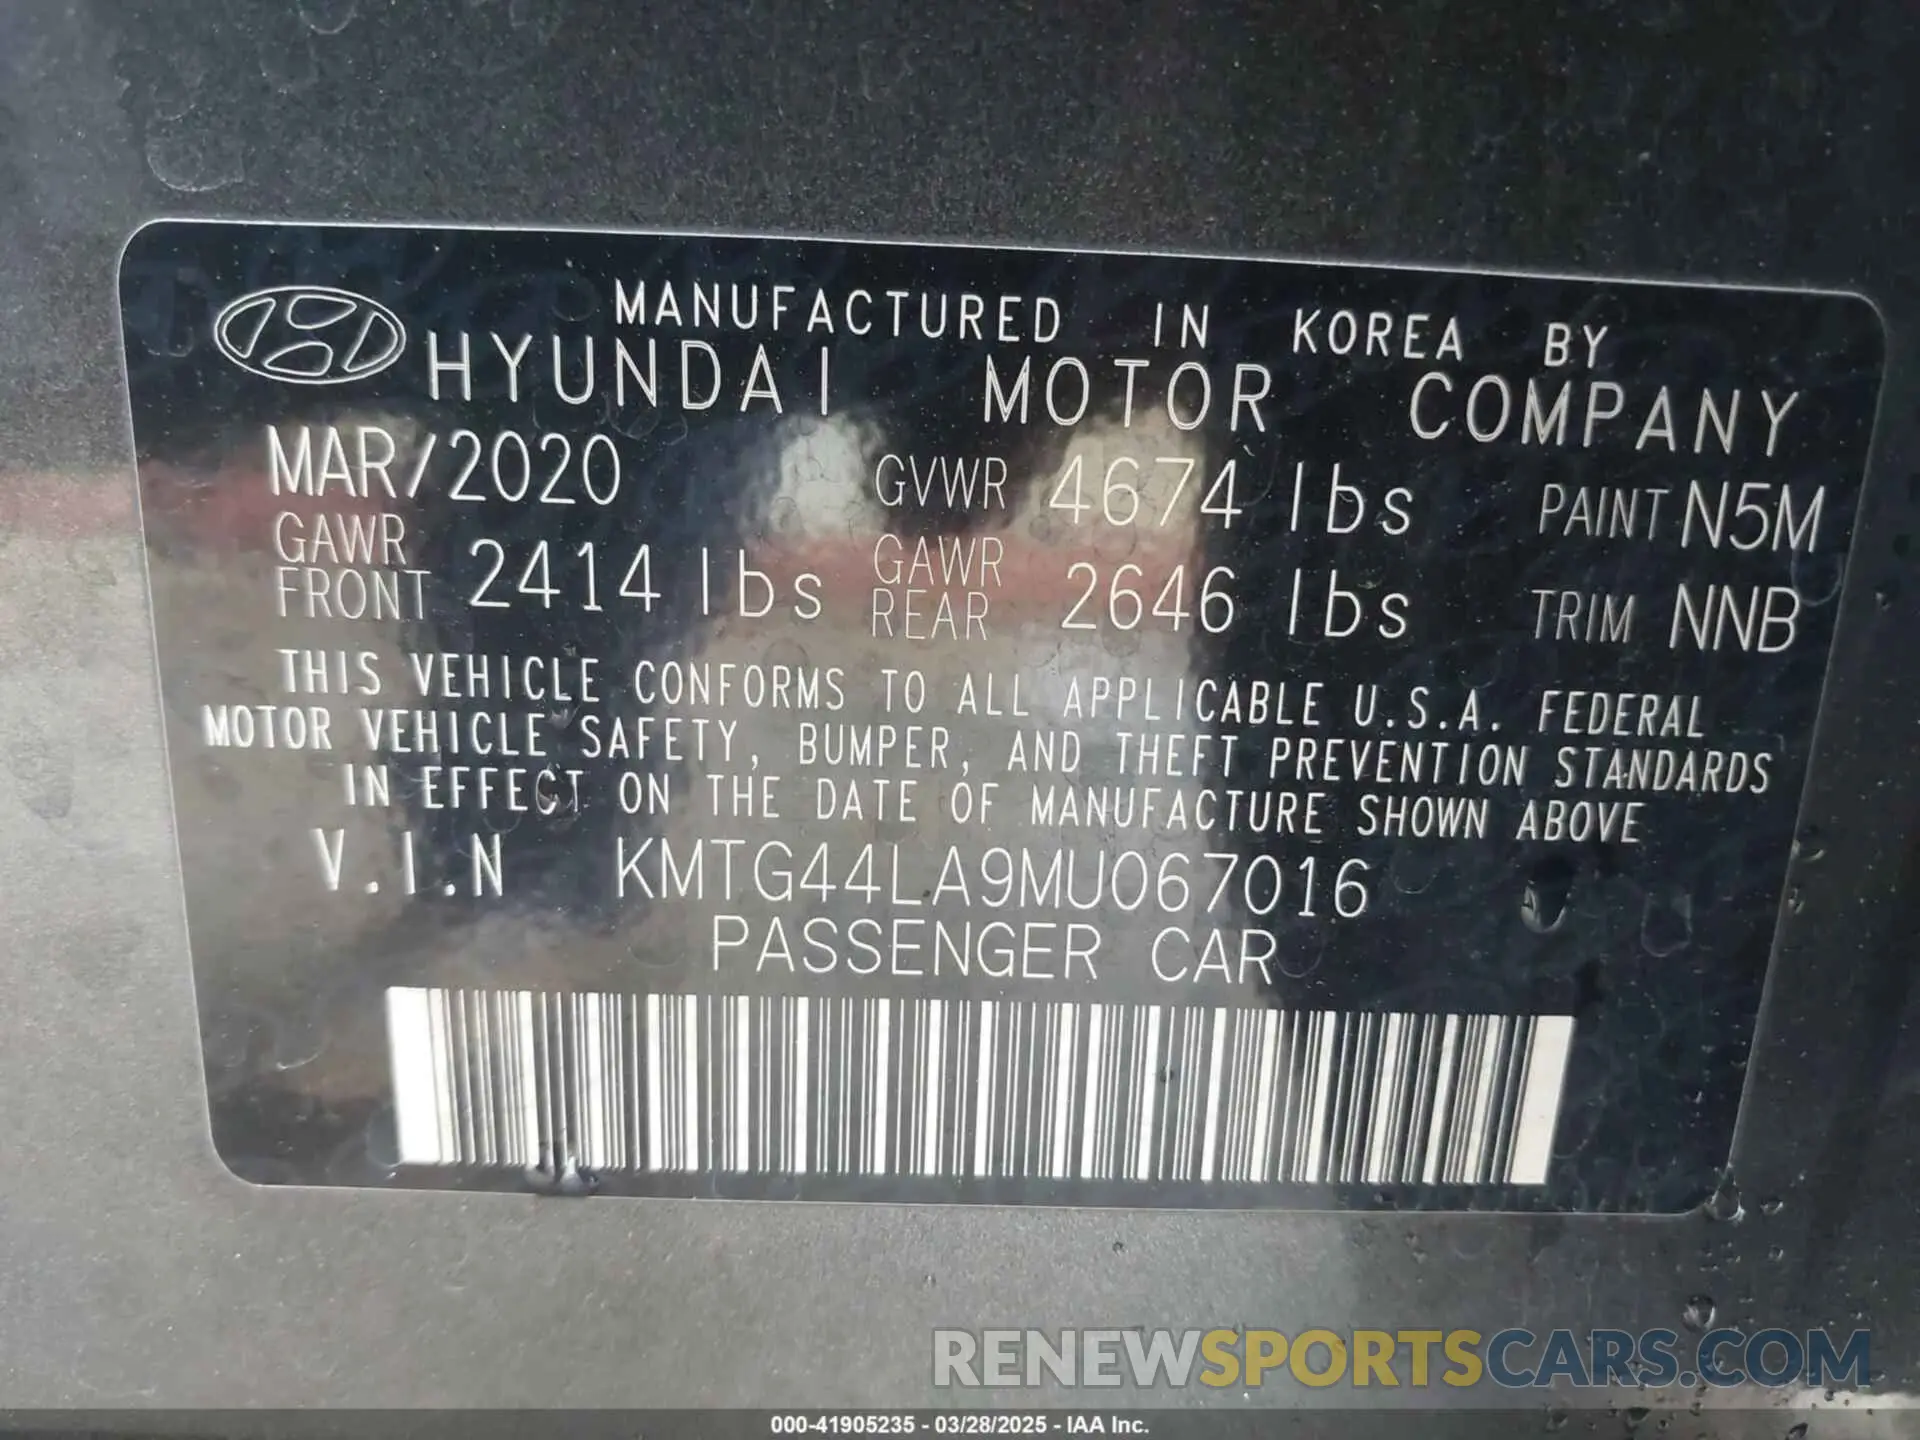 MANUFACTURED IN KOREA BY
HYUNDAI MOTOR COMPANY
MAR/2020 GVWR 4674 lbs PAINT N5M
GAWR FRONT 2414 lbs GAWR REAR 2646 lbs TRIM NNB
THIS VEHICLE CONFORMS TO ALL APPLICABLE U.S.A. FEDERAL
MOTOR VEHICLE SAFETY, BUMPER, AND THEFT PREVENTION STANDARDS
IN EFFECT ON THE DATE OF MANUFACTURE SHOWN ABOVE
V.I.N KMTG44LA9MU067016
PASSENGER CAR
RENEWSPORTSCARS.COM
000-41905235 - 03/28/2025 - IAA Inc.